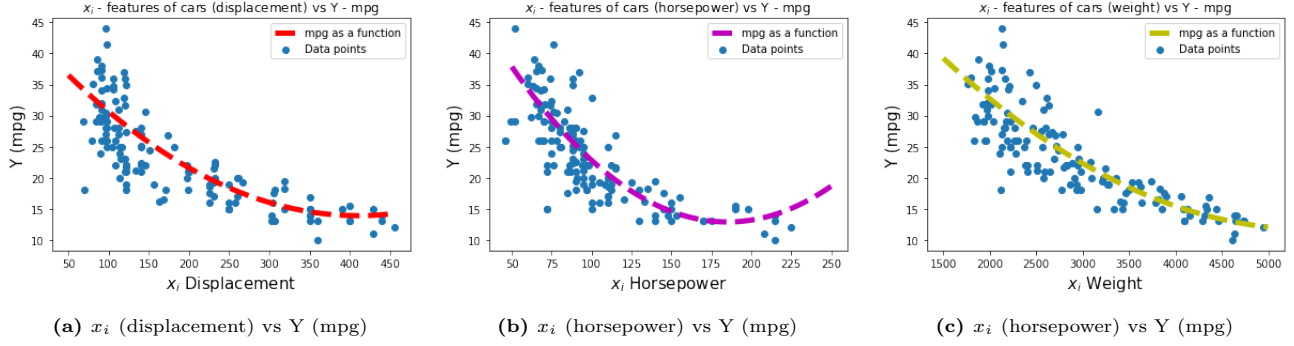 x_i - features of cars (displacement) vs Y - mpg
mpg as a function
Data points
Y (mpg)
45
40
35
30
25
20
15
10
50 100 150 200 250 300 350 400 450
x_i Displacement
(a) x_i (displacement) vs Y (mpg)
x_i - features of cars (horsepower) vs Y - mpg
mpg as a function
Data points
Y (mpg)
45
40
35
30
25
20
15
10
50 75 100 125 150 175 200 225 250
x_i Horsepower
(b) x_i (horsepower) vs Y (mpg)
x_i - features of cars (weight) vs Y - mpg
mpg as a function
Data points
Y (mpg)
45
40
35
30
25
20
15
10
1500 2000 2500 3000 3500 4000 4500 5000
x_i Weight
(c) x_i (horsepower) vs Y (mpg)